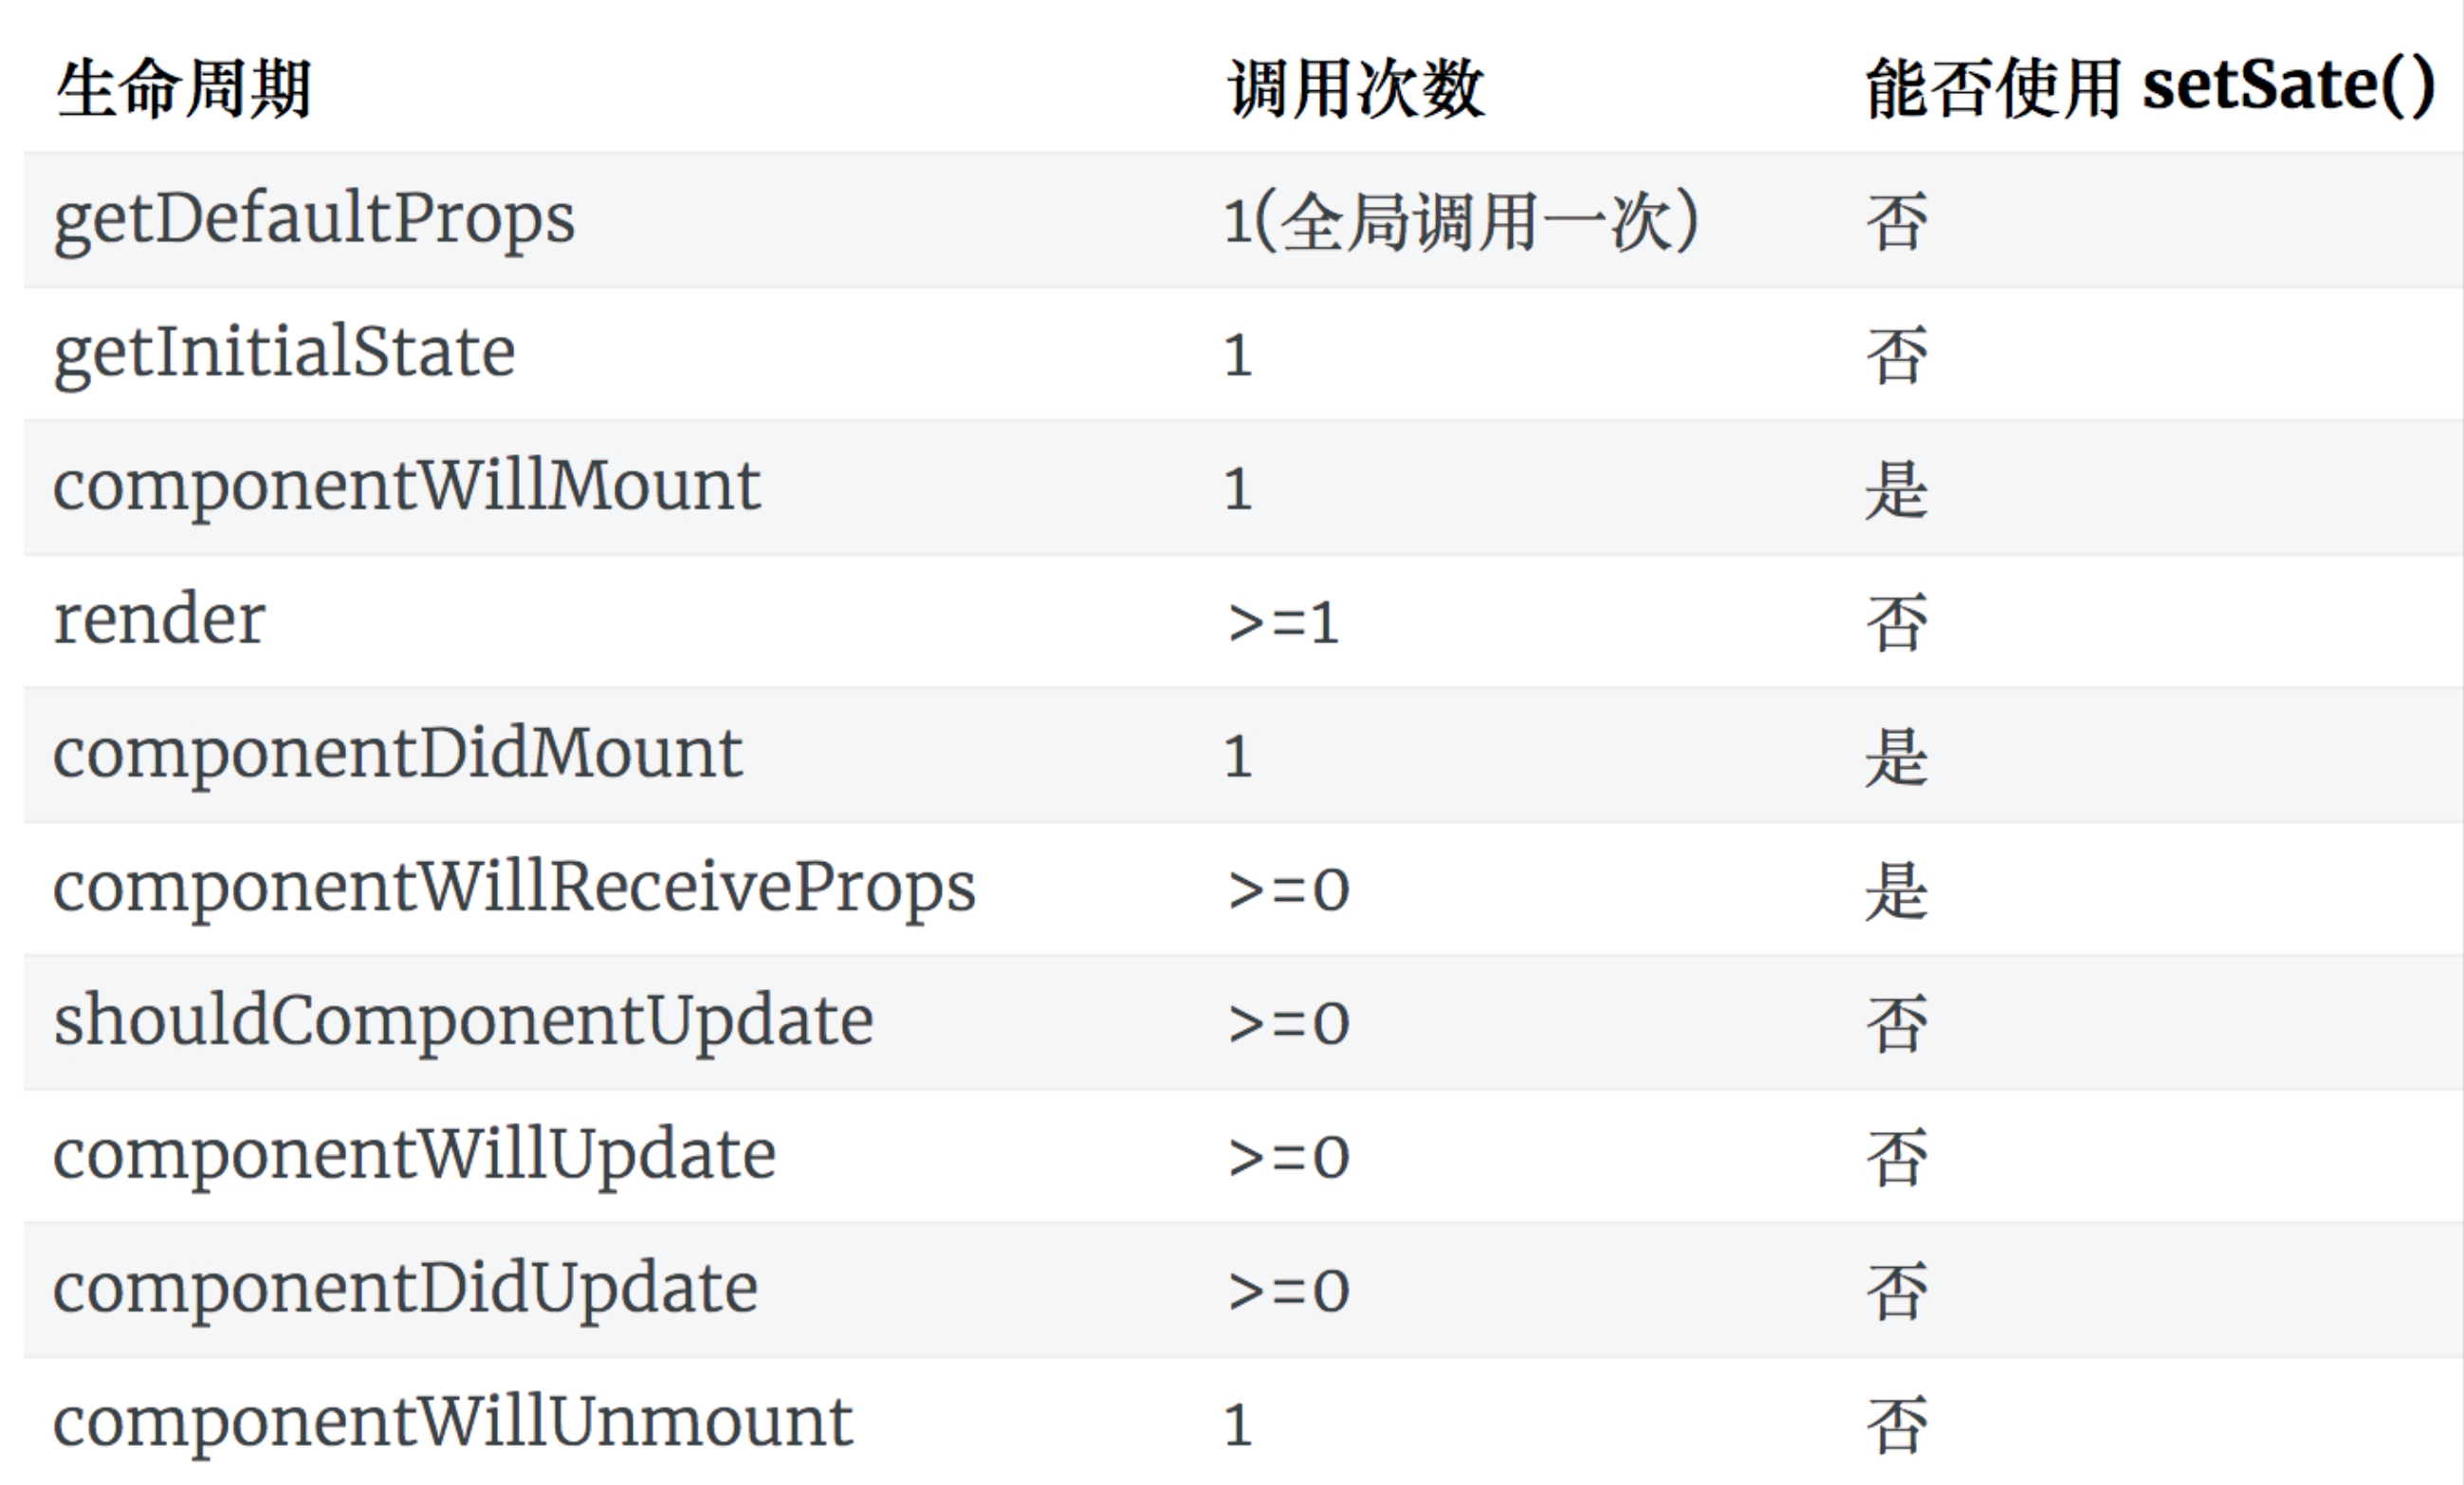 生命周期 调用次数 能否使用 setSate()
getDefaultProps 1(全局调用一次) 否
getInitialState 1 否
componentWillMount 1 是
render >=1 否
componentDidMount 1 是
componentWillReceiveProps >=0 是
shouldComponentUpdate >=0 否
componentWillUpdate >=0 否
componentDidUpdate >=0 否
componentWillUnmount 1 否